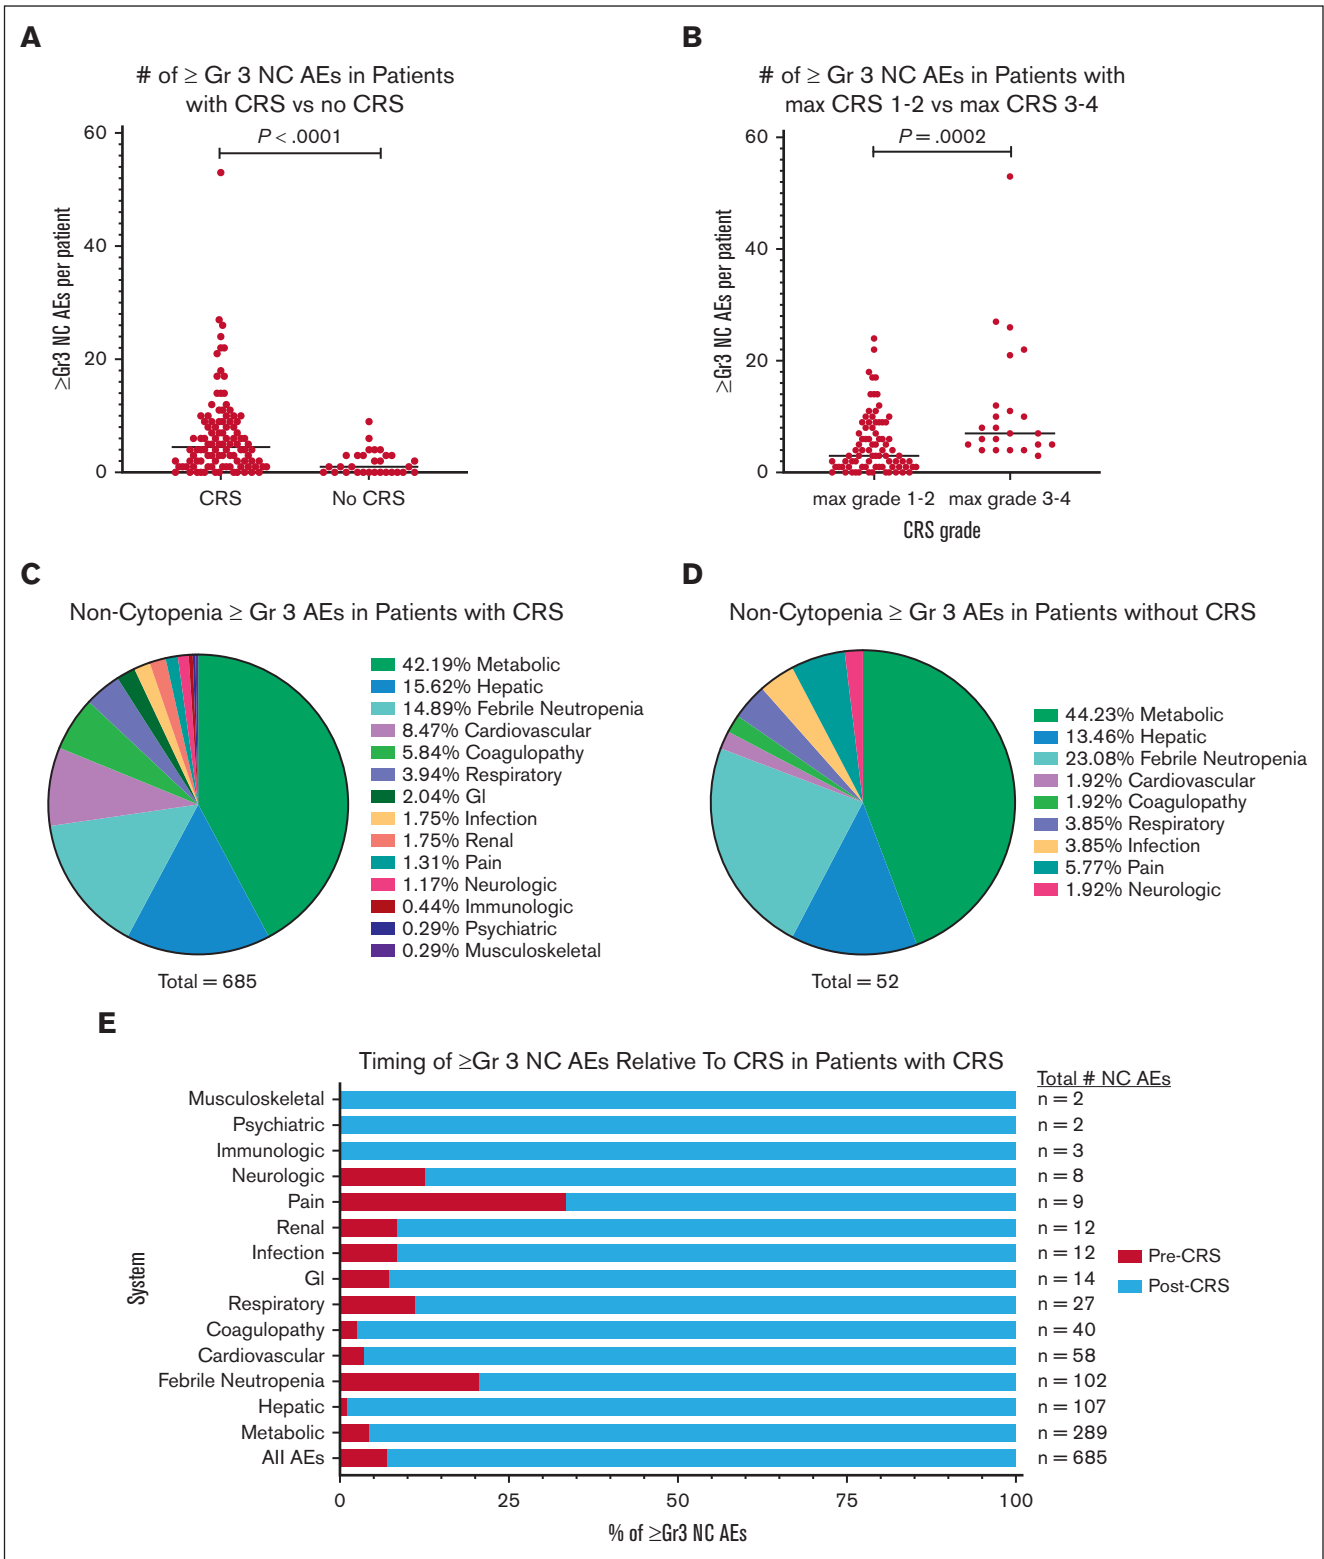 A
# of ≥ Gr 3 NC AEs in Patients
with CRS vs no CRS
P < .0001
≥Gr3 NC AEs per patient
60
40
20
0
CRS
No CRS
B
# of ≥ Gr 3 NC AEs in Patients with
max CRS 1-2 vs max CRS 3-4
P = .0002
≥Gr3 NC AEs per patient
60
40
20
0
max grade 1-2
max grade 3-4
CRS grade
C
Non-Cytopenia ≥ Gr 3 AEs in Patients with CRS
42.19% Metabolic
15.62% Hepatic
14.89% Febrile Neutropenia
8.47% Cardiovascular
5.84% Coagulopathy
3.94% Respiratory
2.04% GI
1.75% Infection
1.75% Renal
1.31% Pain
1.17% Neurologic
0.44% Immunologic
0.29% Psychiatric
0.29% Musculoskeletal
Total = 685
D
Non-Cytopenia ≥ Gr 3 AEs in Patients without CRS
44.23% Metabolic
13.46% Hepatic
23.08% Febrile Neutropenia
1.92% Cardiovascular
1.92% Coagulopathy
3.85% Respiratory
3.85% Infection
5.77% Pain
1.92% Neurologic
Total = 52
E
Timing of ≥Gr 3 NC AEs Relative To CRS in Patients with CRS
Total # NC AEs
System
Musculoskeletal n = 2
Psychiatric n = 2
Immunologic n = 3
Neurologic n = 8
Pain n = 9
Renal n = 12
Infection n = 12
GI n = 14
Respiratory n = 27
Coagulopathy n = 40
Cardiovascular n = 58
Febrile Neutropenia n = 102
Hepatic n = 107
Metabolic n = 289
All AEs n = 685
Pre-CRS
Post-CRS
0 25 50 75 100
% of ≥Gr3 NC AEs